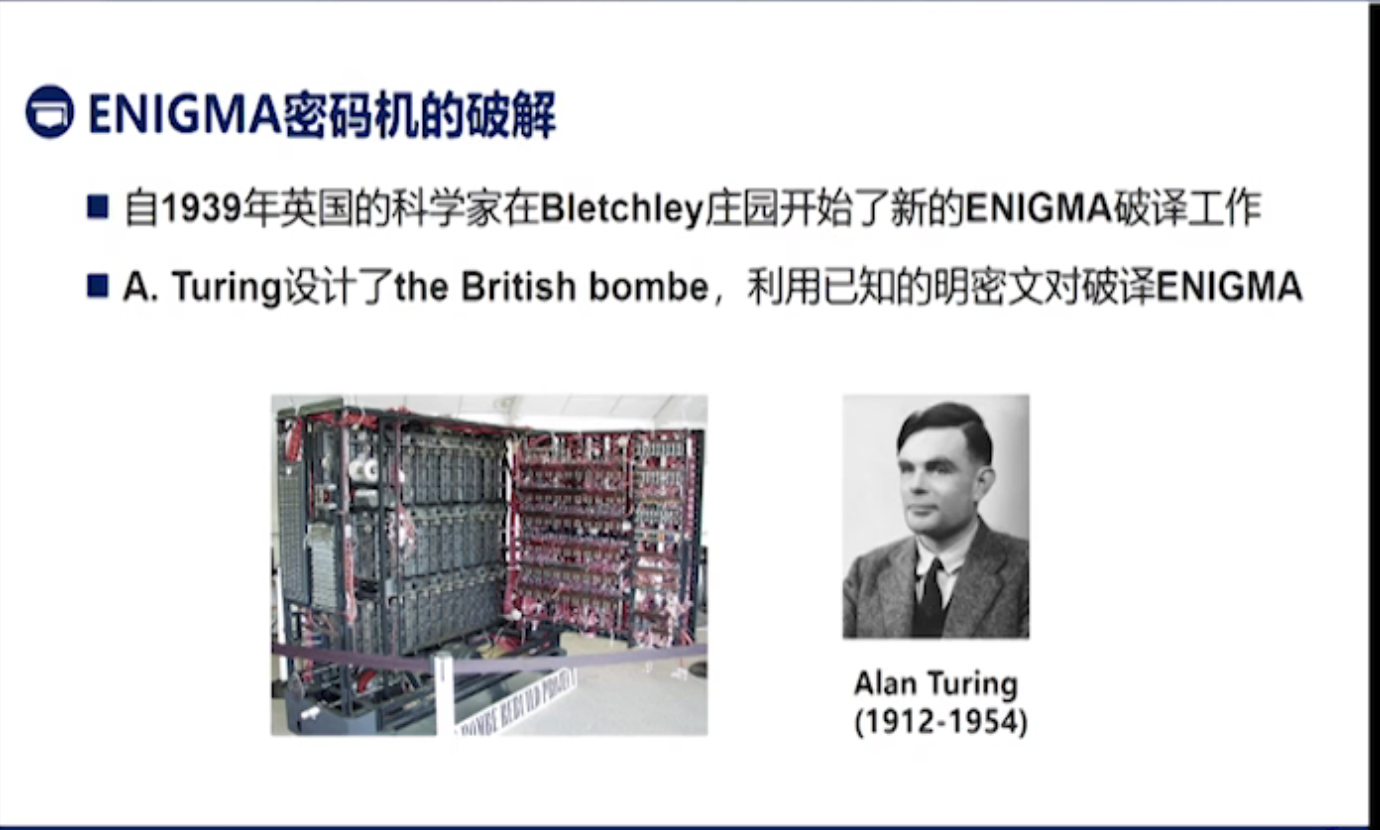 ENIGMA密码机的破解
自1939年英国的科学家在Bletchley庄园开始了新的ENIGMA破译工作
A. Turing设计了the British bombe，利用已知的明密文对破译ENIGMA
BOMBE REBUILD PROJECT
Alan Turing
(1912-1954)